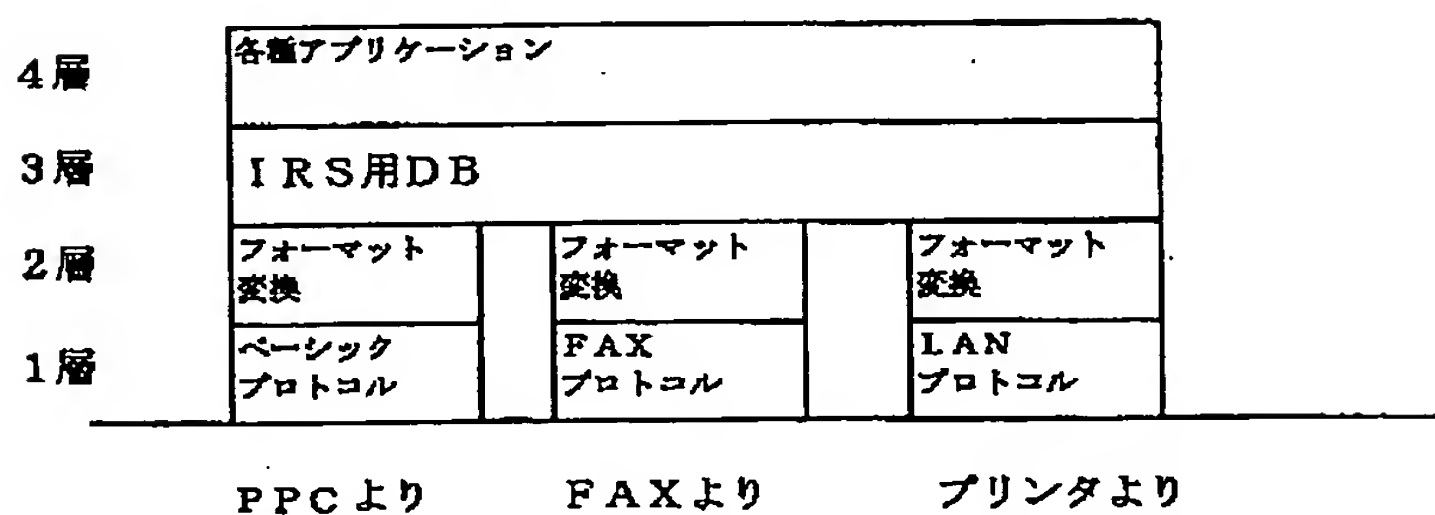 4層
各種アプリケーション
3層
IRS用DB
2層
フォーマット
変換
フォーマット
変換
フォーマット
変換
1層
ベーシック
プロトコル
FAX
プロトコル
LAN
プロトコル
PPCより
FAXより
プリンタより